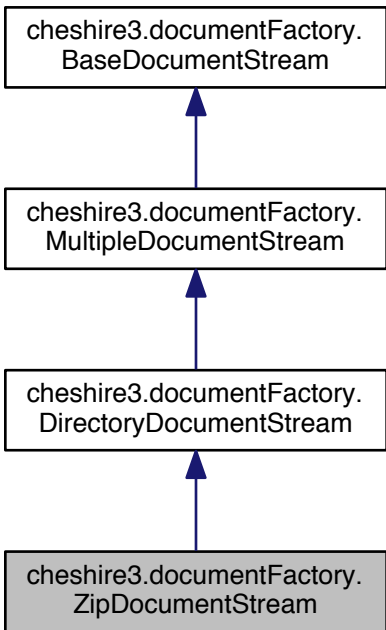 cheshire3.documentFactory.
BaseDocumentStream
cheshire3.documentFactory.
MultipleDocumentStream
cheshire3.documentFactory.
DirectoryDocumentStream
cheshire3.documentFactory.
ZipDocumentStream